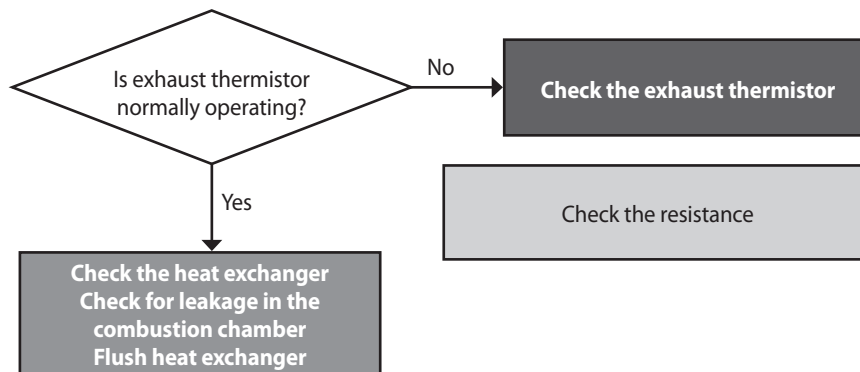 Is exhaust thermistor
normally operating?
No
Check the exhaust thermistor
Yes
Check the resistance
Check the heat exchanger
Check for leakage in the
combustion chamber
Flush heat exchanger